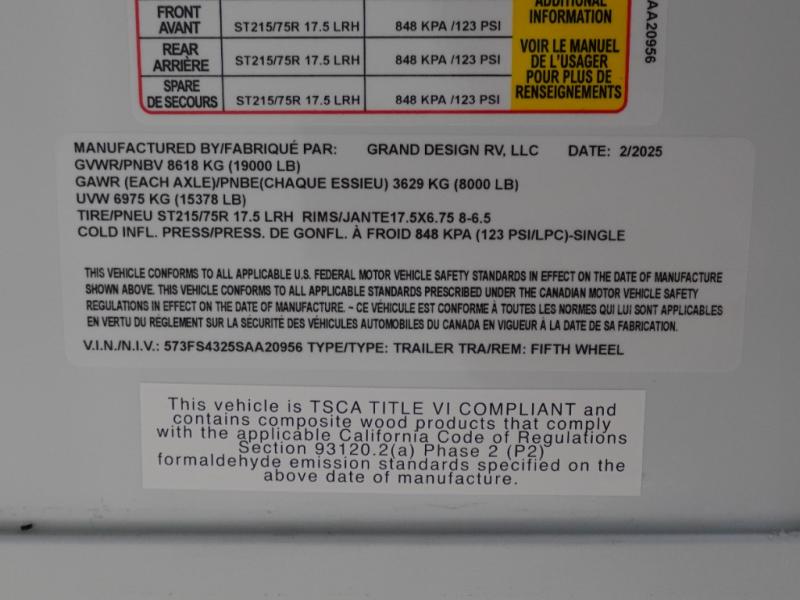 ADDITIONAL
INFORMATION
FRONT
AVANT
ST215/75R 17.5 LRH
848 KPA /123 PSI
REAR
ARRIÈRE
ST215/75R 17.5 LRH
848 KPA /123 PSI
SPARE
DE SECOURS
ST215/75R 17.5 LRH
848 KPA /123 PSI
VOIR LE MANUEL
DE L'USAGER
POUR PLUS DE
RENSEIGNEMENTS
AA20956
MANUFACTURED BY/FABRIQUÉ PAR: GRAND DESIGN RV, LLC DATE: 2/2025
GVWR/PNBV 8618 KG (19000 LB)
GAWR (EACH AXLE)/PNBE(CHAQUE ESSIEU) 3629 KG (8000 LB)
UVW 6975 KG (15378 LB)
TIRE/PNEU ST215/75R 17.5 LRH RIMS/JANTE17.5X6.75 8-6.5
COLD INFL. PRESS/PRESS. DE GONFL. À FROID 848 KPA (123 PSI/LPC)-SINGLE
THIS VEHICLE CONFORMS TO ALL APPLICABLE U.S. FEDERAL MOTOR VEHICLE SAFETY STANDARDS IN EFFECT ON THE DATE OF MANUFACTURE
SHOWN ABOVE. THIS VEHICLE CONFORMS TO ALL APPLICABLE STANDARDS PRESCRIBED UNDER THE CANADIAN MOTOR VEHICLE SAFETY
REGULATIONS IN EFFECT ON THE DATE OF MANUFACTURE. ~ CE VÉHICULE EST CONFORME À TOUTES LES NORMES QUI LUI SONT APPLICABLES
EN VERTU DU RÈGLEMENT SUR LA SÉCURITÉ DES VÉHICULES AUTOMOBILES DU CANADA EN VIGUEUR À LA DATE DE SA FABRICATION.
V.I.N./N.I.V.: 573FS4325SAA20956 TYPE/TYPE: TRAILER TRA/REM: FIFTH WHEEL
This vehicle is TSCA TITLE VI COMPLIANT and
contains composite wood products that comply
with the applicable California Code of Regulations
Section 93120.2(a) Phase 2 (P2)
formaldehyde emission standards specified on the
above date of manufacture.